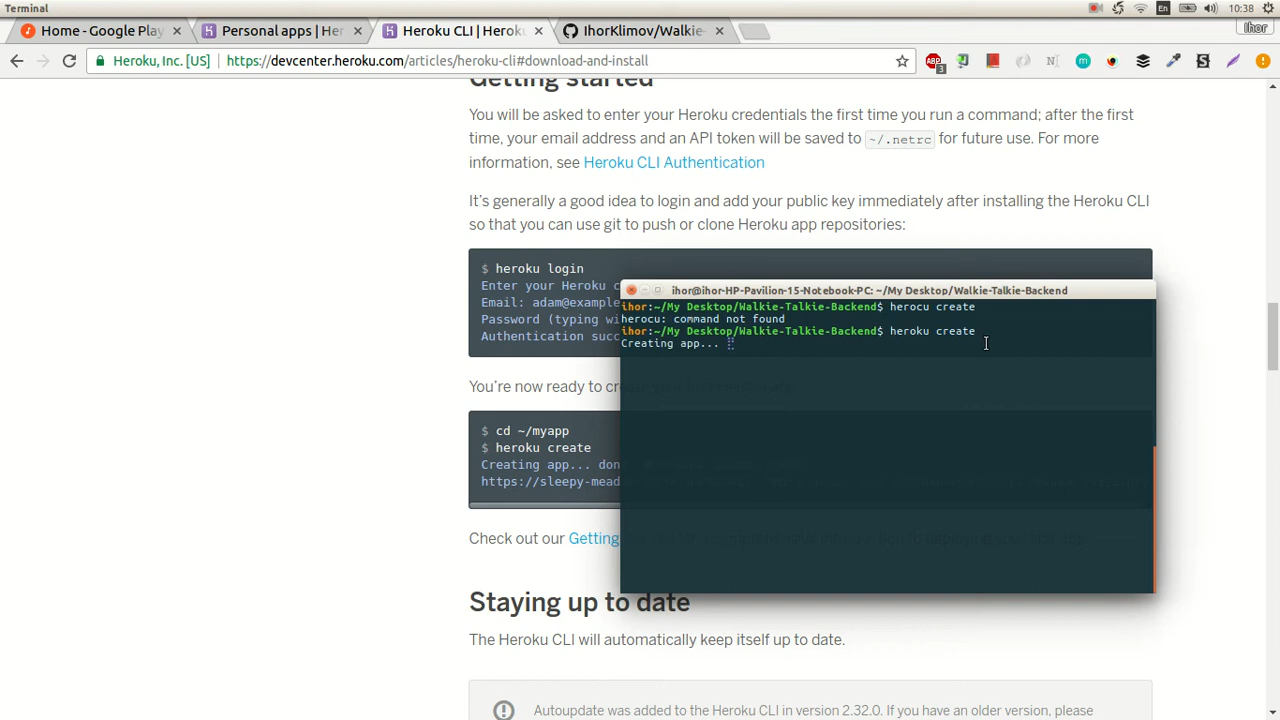 Terminal
En
10:38
Home - Google Play
Personal apps | Her
Heroku CLI | Heroku
IhorKlimov/Walkie-
Ihor
Heroku, Inc. [US]
https://devcenter.heroku.com/articles/heroku-cli#download-and-install
ABP
3
Getting started
You will be asked to enter your Heroku credentials the first time you run a command; after the first
time, your email address and an API token will be saved to ~/.netrc for future use. For more
information, see Heroku CLI Authentication
It's generally a good idea to login and add your public key immediately after installing the Heroku CLI
so that you can use git to push or clone Heroku app repositories:
$ heroku login
Enter your Heroku c
Email: adam@example
Password (typing wi
Authentication succ
ihor@ihor-HP-Pavilion-15-Notebook-PC: ~/My Desktop/Walkie-Talkie-Backend
ihor:~/My Desktop/Walkie-Talkie-Backend$ herocu create
herocu: command not found
ihor:~/My Desktop/Walkie-Talkie-Backend$ heroku create
Creating app...
You're now ready to
$ cd ~/myapp
$ heroku create
Creating app... don
https://sleepy-mead
Check out our Getting
Staying up to date
The Heroku CLI will automatically keep itself up to date.
Autoupdate was added to the Heroku CLI in version 2.32.0. If you have an older version, please